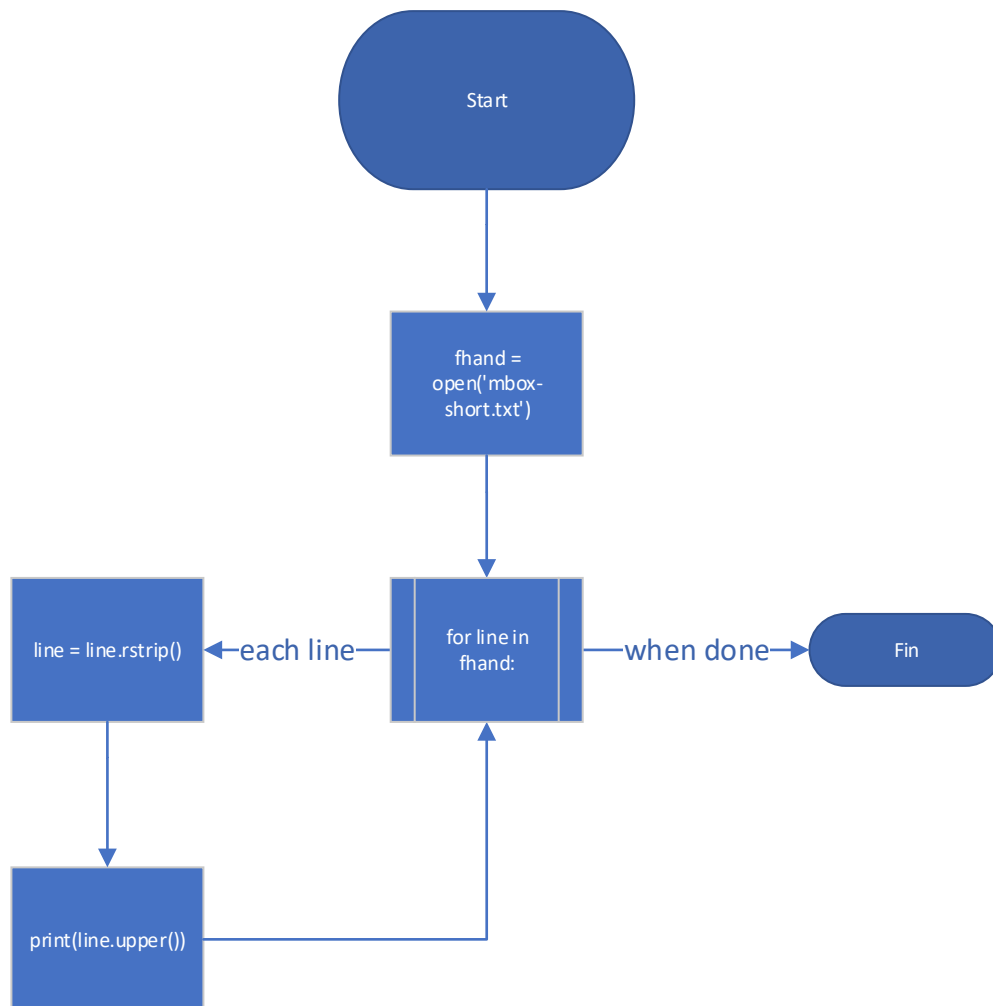 Start
fhand =
open('mbox-
short.txt')
line = line.rstrip()
each line
for line in
fhand:
when done
Fin
print(line.upper())